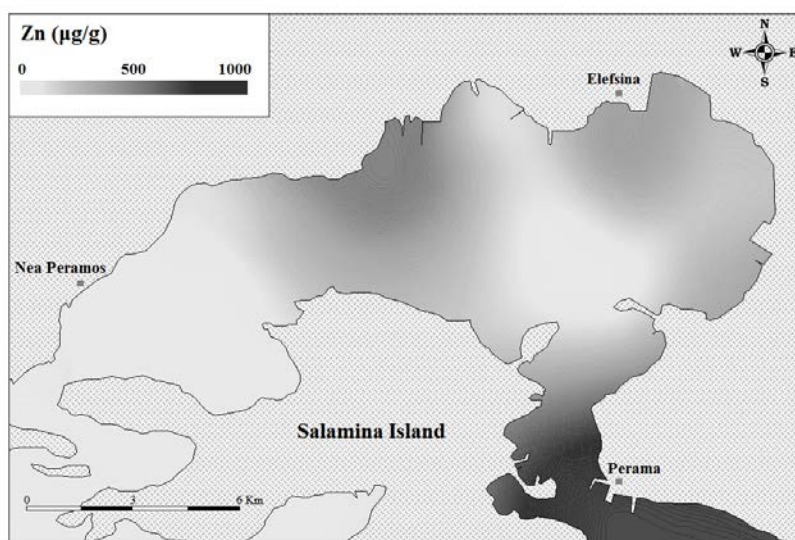 Zn (μg/g)
0 500 1000
N
W E
S
Elefsina
Nea Peramos
Salamina Island
Perama
0 3 6 Km